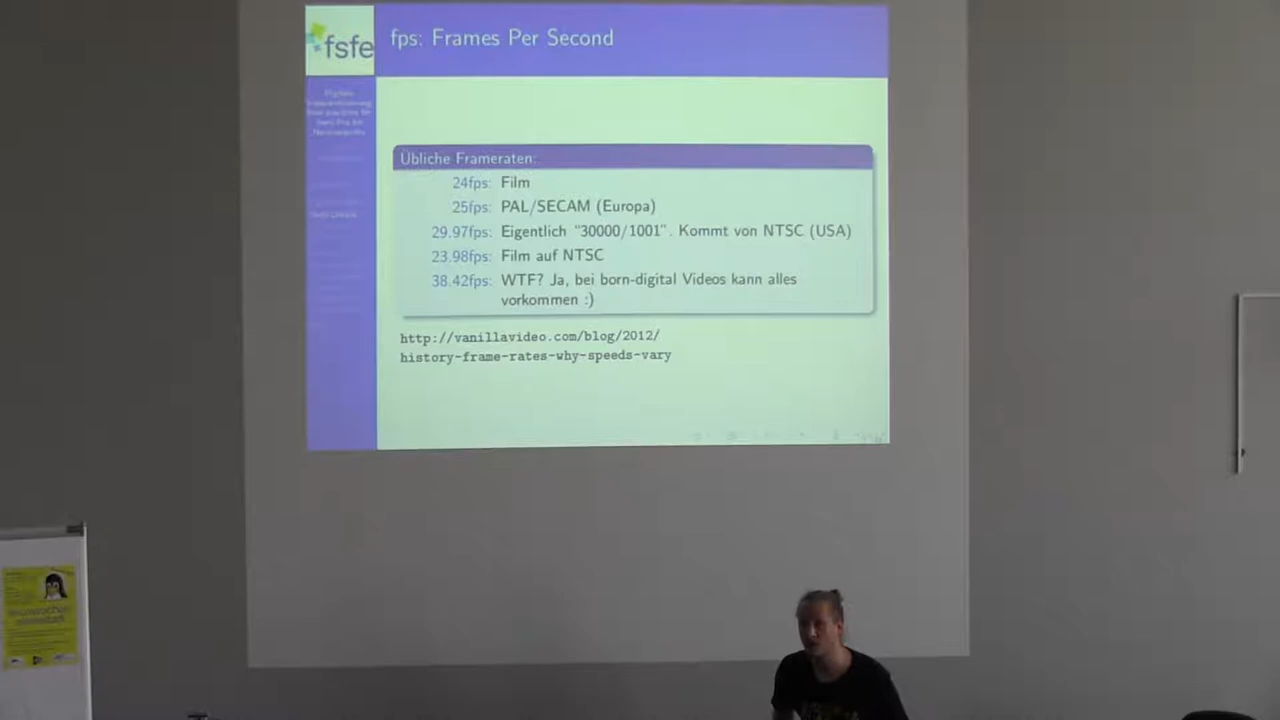 fsfe
fps: Frames Per Second
Übliche Frameraten:
24fps: Film
25fps: PAL/SECAM (Europa)
29.97fps: Eigentlich “30000/1001”. Kommt von NTSC (USA)
23.98fps: Film auf NTSC
38.42fps: WTF? Ja, bei born-digital Videos kann alles
vorkommen :)
http://vanillavideo.com/blog/2012/
history-frame-rates-why-speeds-vary